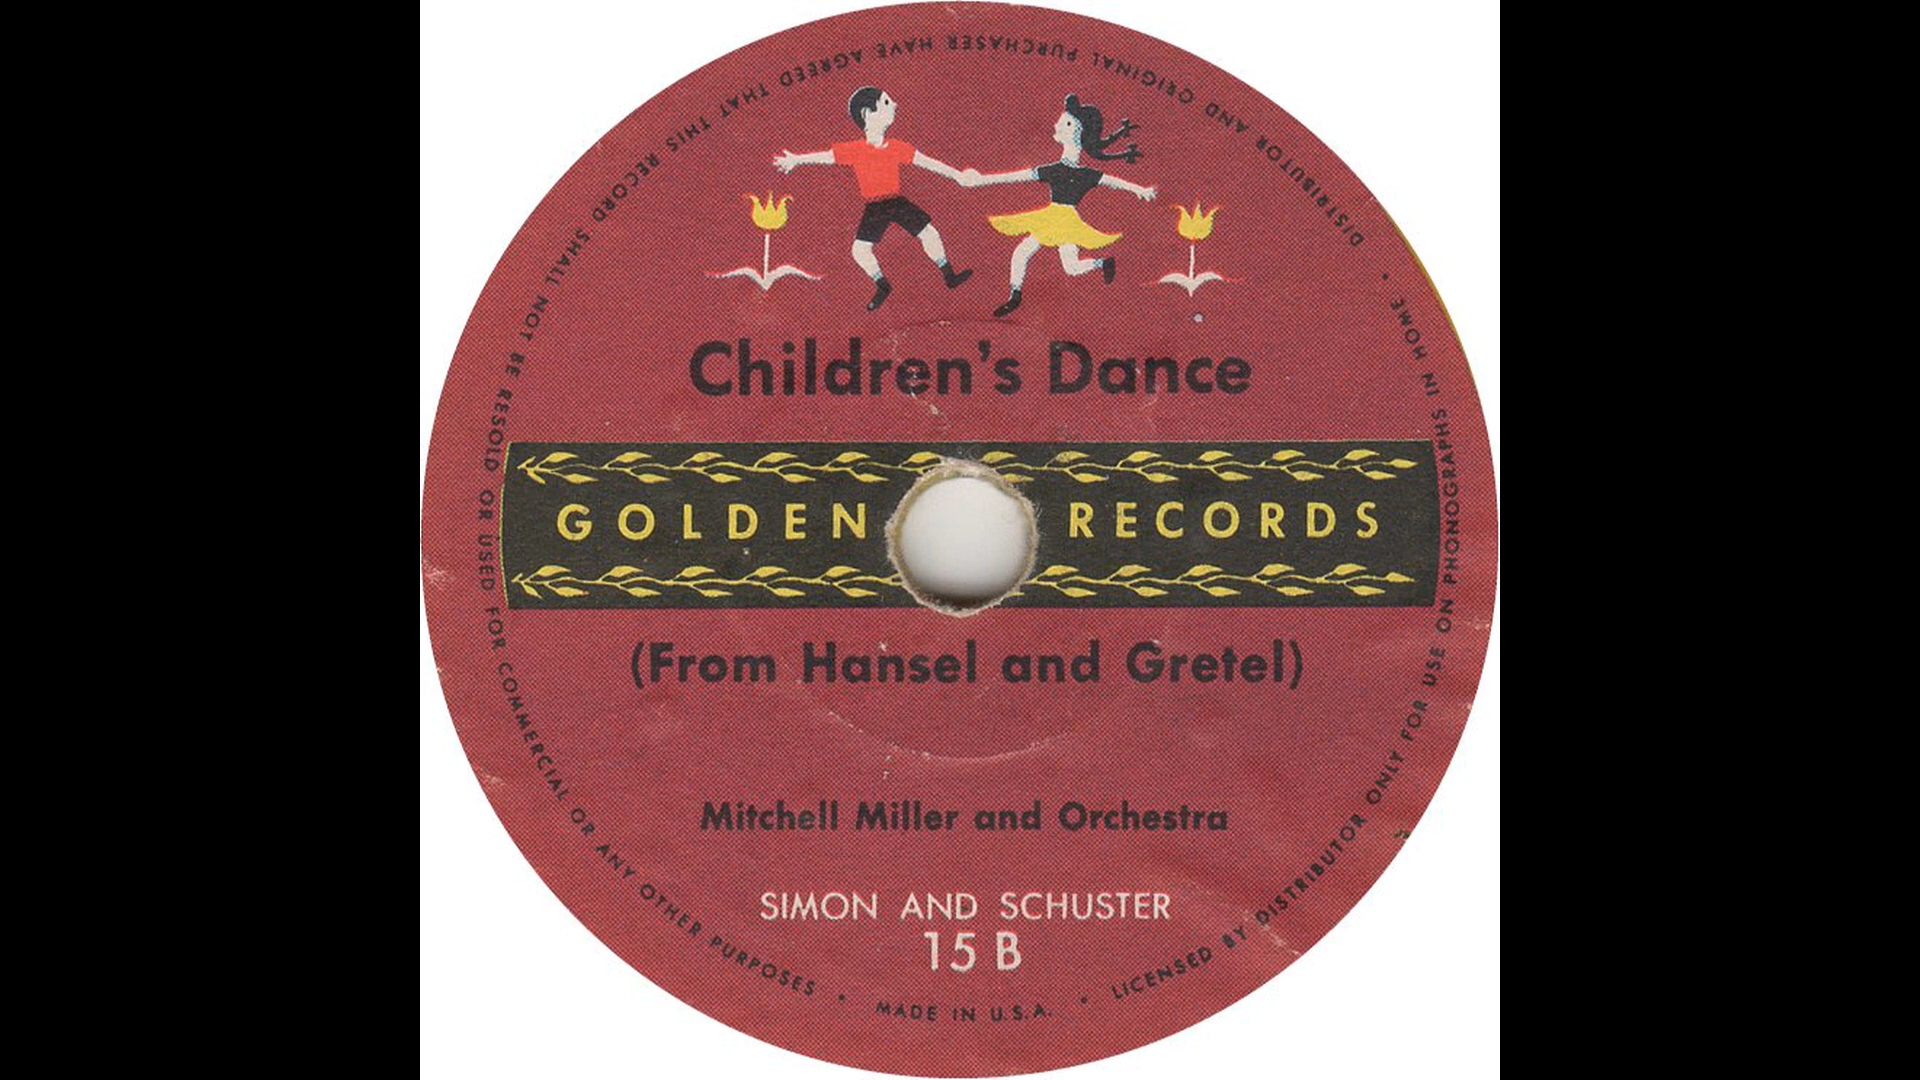 Children's Dance
GOLDEN RECORDS
(From Hansel and Gretel)
Mitchell Miller and Orchestra
SIMON AND SCHUSTER
15 B
MADE IN U.S.A. • LICENSED BY DISTRIBUTOR ONLY FOR USE ON PHONOGRAPHS IN HOME • DISTRIBUTOR AND ORIGINAL PURCHASER HAVE AGREED THAT THIS RECORD SHALL NOT BE RESOLD OR USED FOR COMMERCIAL OR ANY OTHER PURPOSES •